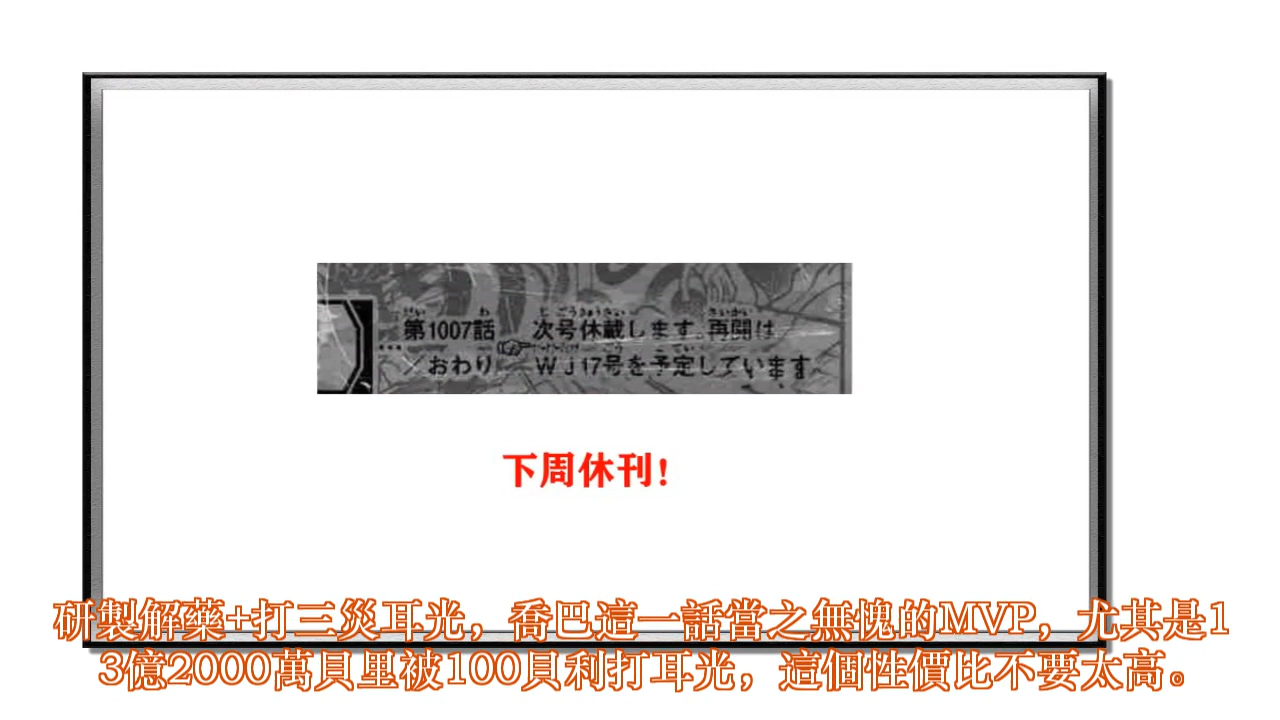 第1007話 次号休載します。再開は
おわり WJ17号を予定しています
下周休刊！
研製解藥+打三災耳光，喬巴這一話當之無愧的MVP，尤其是1
3億2000萬貝里被100貝利打耳光，這個性價比不要太高。